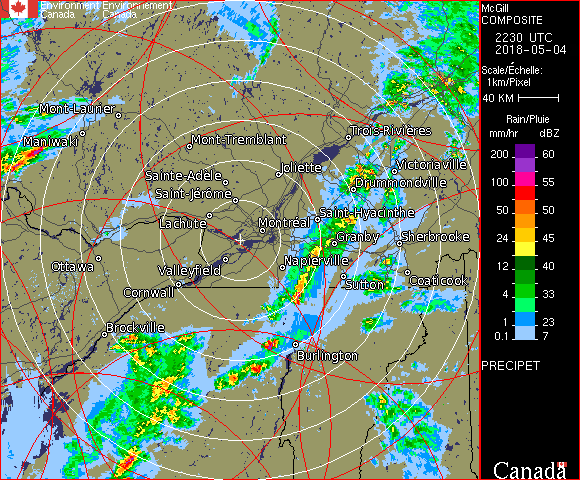 Environment Environnement
Canada Canada
Mont-Laurier
Maniwaki
Mont-Tremblant
Trois-Rivières
Joliette
Victoriaville
Sainte-Adèle
Drummondville
Saint-Jérôme
Saint-Hyacinthe
Lachute
Montréal
Granby
Sherbrooke
Ottawa
Valleyfield
Napierville
Sutton
Coaticook
Cornwall
Brockville
Burlington
McGill
COMPOSITE
2230 UTC
2018-05-04
Scale/Échelle:
1km/Pixel
40 KM
Rain/Pluie
mm/hr dBZ
200 60
150 57
100 55
50 50
24 45
12 40
4 33
1 23
0.1 7
PRECIPET
Canada